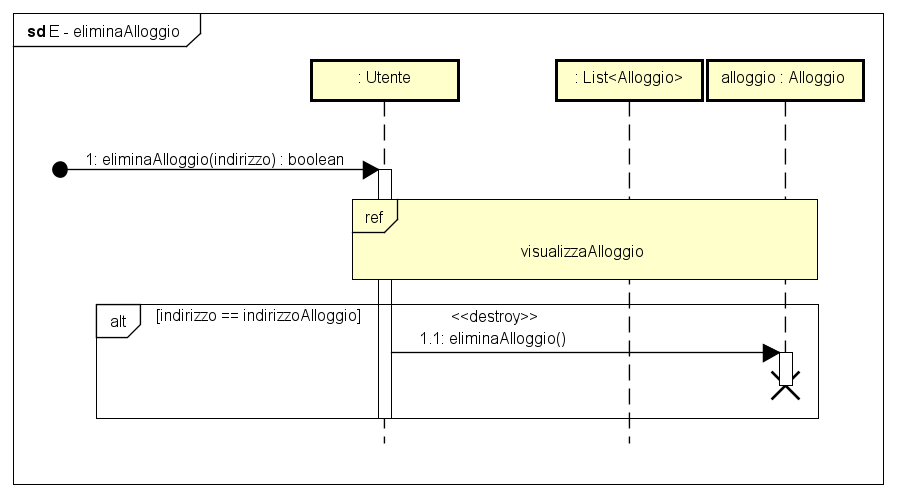 sd E - eliminaAlloggio
: Utente
: List<Alloggio>
alloggio : Alloggio
1: eliminaAlloggio(indirizzo) : boolean
ref
visualizzaAlloggio
alt
[indirizzo == indirizzoAlloggio]
<<destroy>>
1.1: eliminaAlloggio()